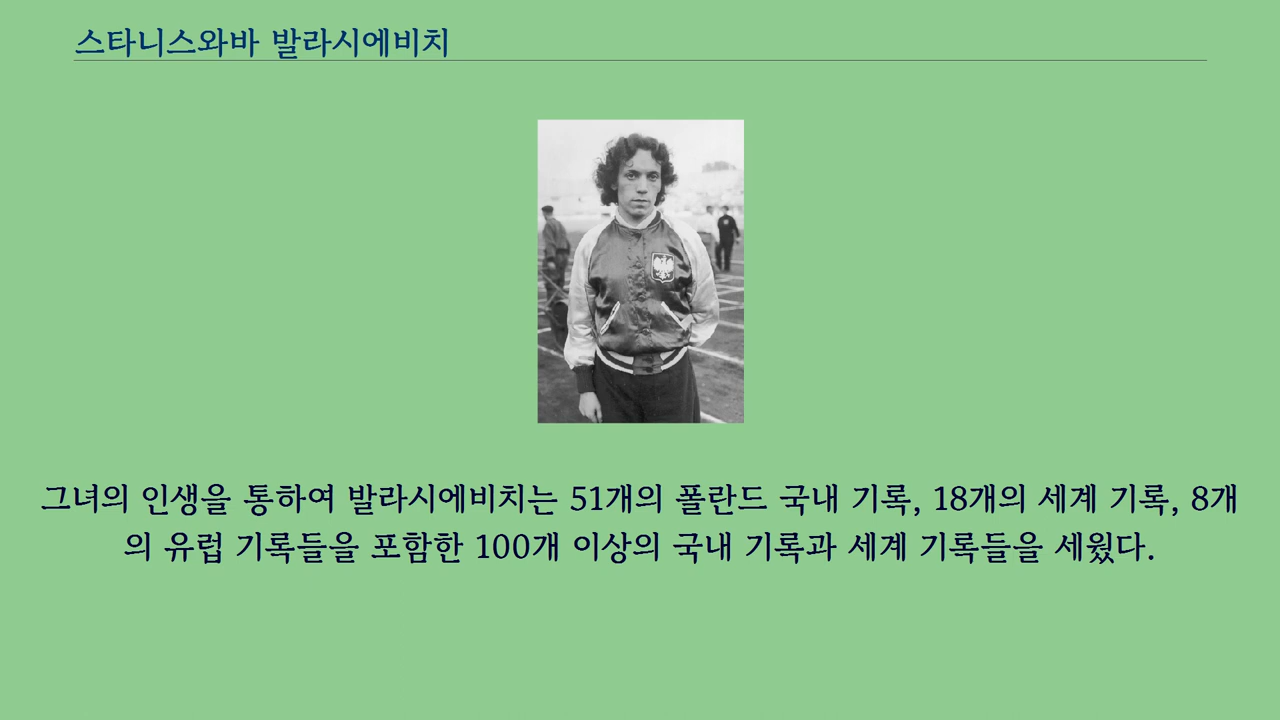 스타니스와바 발라시에비치
그녀의 인생을 통하여 발라시에비치는 51개의 폴란드 국내 기록, 18개의 세계 기록, 8개
의 유럽 기록들을 포함한 100개 이상의 국내 기록과 세계 기록들을 세웠다.